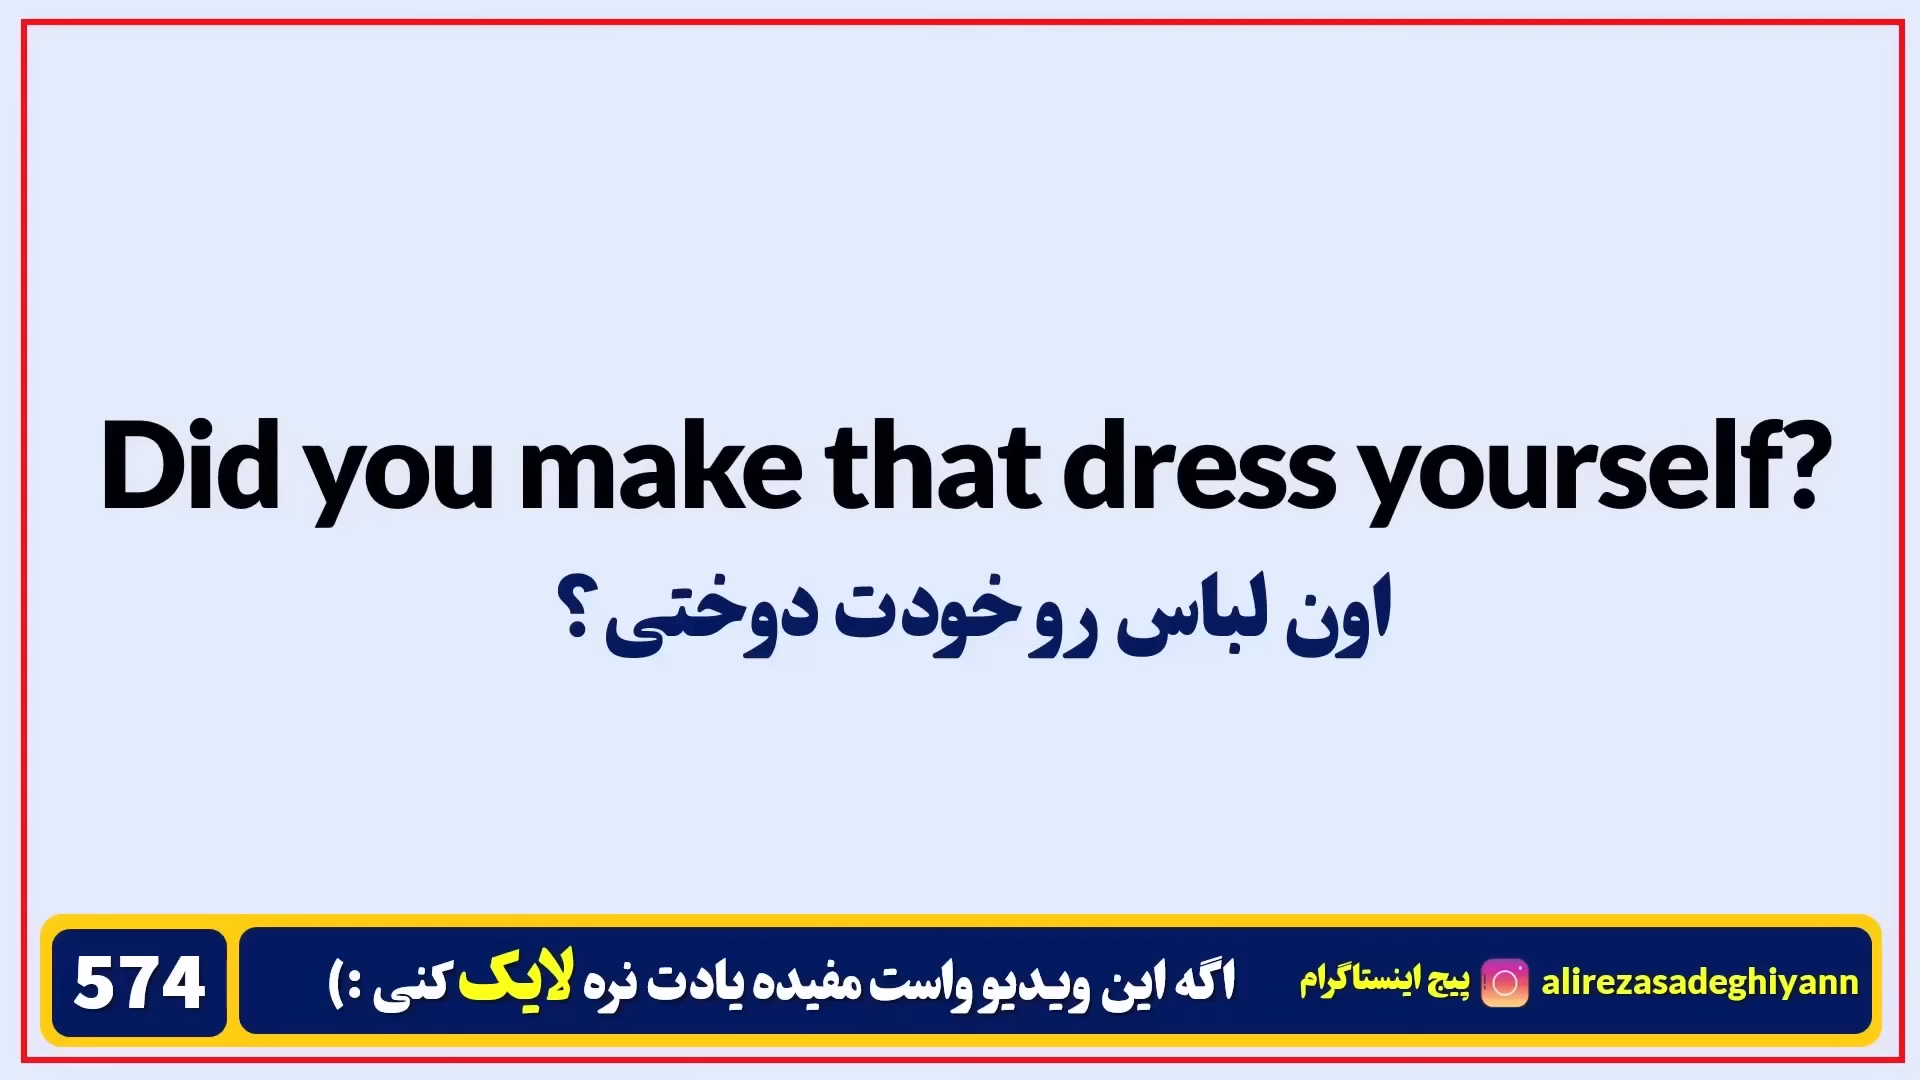 Did you make that dress yourself?
اون لباس رو خودت دوختی؟
574
اگه این ویدیو واست مفیده یادت نره لایک کنی :)
پیج اینستاگرام
alirezasadeghiyann